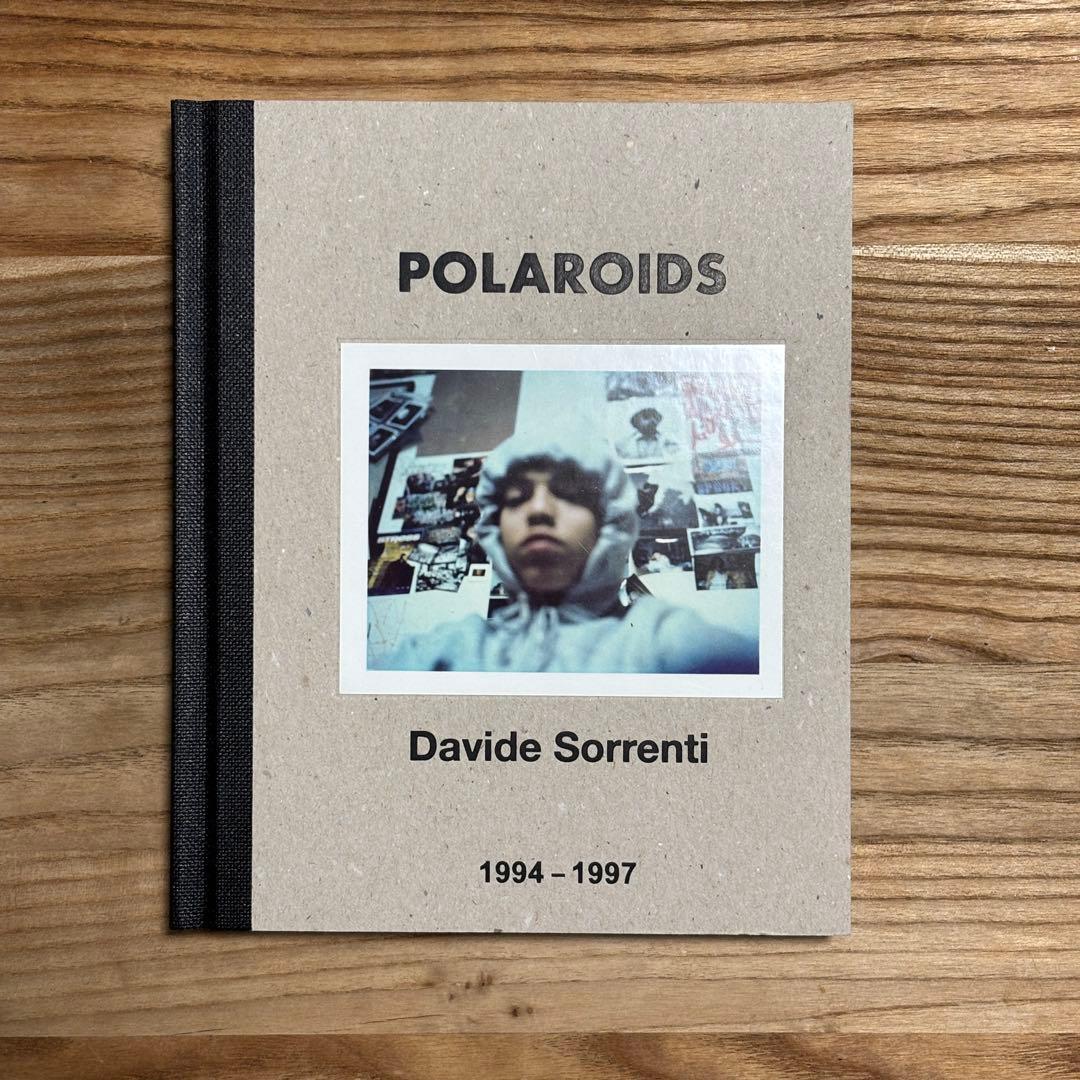 POLAROIDS
Davide Sorrenti
1994 – 1997